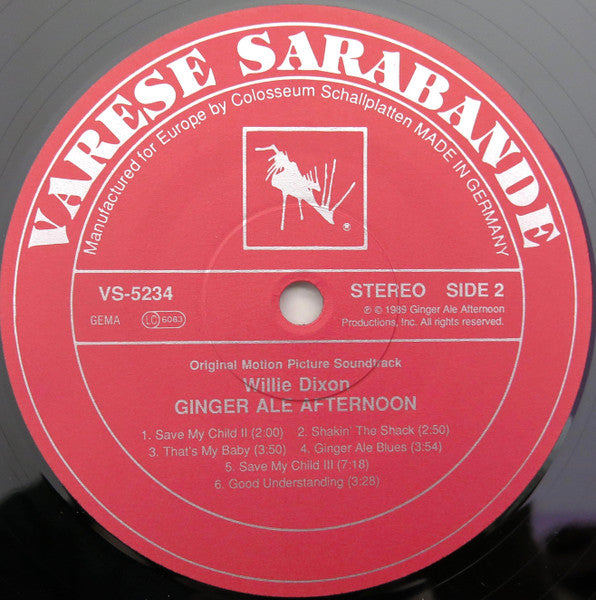 VARESE SARABANDE
Manufactured for Europe by Colosseum Schallplatten MADE IN GERMANY
®
VS-5234
STEREO SIDE 2
GEMA LC 6083
℗ © 1989 Ginger Ale Afternoon
Productions, Inc. All rights reserved.
Original Motion Picture Soundtrack
Willie Dixon
GINGER ALE AFTERNOON
1. Save My Child II (2:00) 2. Shakin' The Shack (2:50)
3. That's My Baby (3:50) 4. Ginger Ale Blues (3:54)
5. Save My Child III (7:18)
6. Good Understanding (3:28)